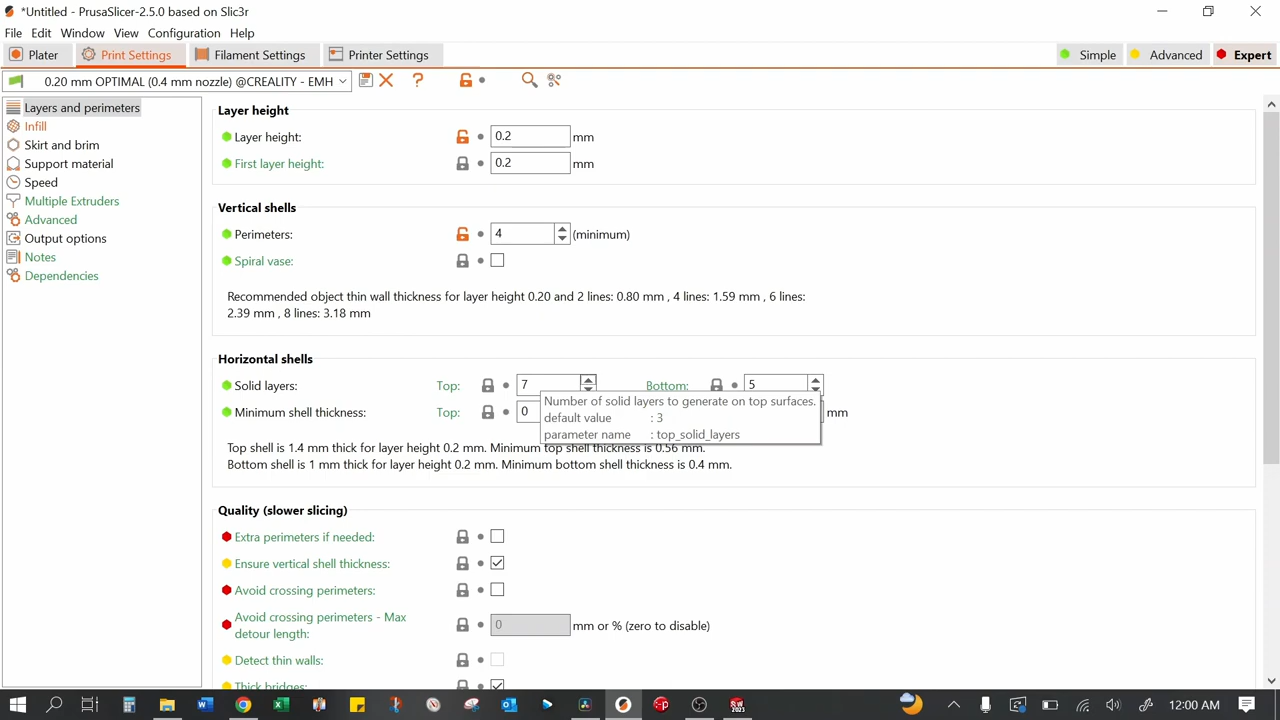 *Untitled - PrusaSlicer-2.5.0 based on Slic3r
File Edit Window View Configuration Help
Plater Print Settings Filament Settings Printer Settings Simple Advanced Expert
0.20 mm OPTIMAL (0.4 mm nozzle) @CREALITY - EMH ?
Layers and perimeters
Infill
Skirt and brim
Support material
Speed
Multiple Extruders
Advanced
Output options
Notes
Dependencies
Layer height
Layer height: 0.2 mm
First layer height: 0.2 mm
Vertical shells
Perimeters: 4 (minimum)
Spiral vase:
Recommended object thin wall thickness for layer height 0.20 and 2 lines: 0.80 mm , 4 lines: 1.59 mm , 6 lines:
2.39 mm , 8 lines: 3.18 mm
Horizontal shells
Solid layers: Top: 7 Bottom: 5
Minimum shell thickness: Top: 0 mm
Number of solid layers to generate on top surfaces.
default value : 3
parameter name : top_solid_layers
Top shell is 1.4 mm thick for layer height 0.2 mm. Minimum top shell thickness is 0.56 mm.
Bottom shell is 1 mm thick for layer height 0.2 mm. Minimum bottom shell thickness is 0.4 mm.
Quality (slower slicing)
Extra perimeters if needed:
Ensure vertical shell thickness:
Avoid crossing perimeters:
Avoid crossing perimeters - Max
detour length: 0 mm or % (zero to disable)
Detect thin walls:
Thick bridges:
12:00 AM